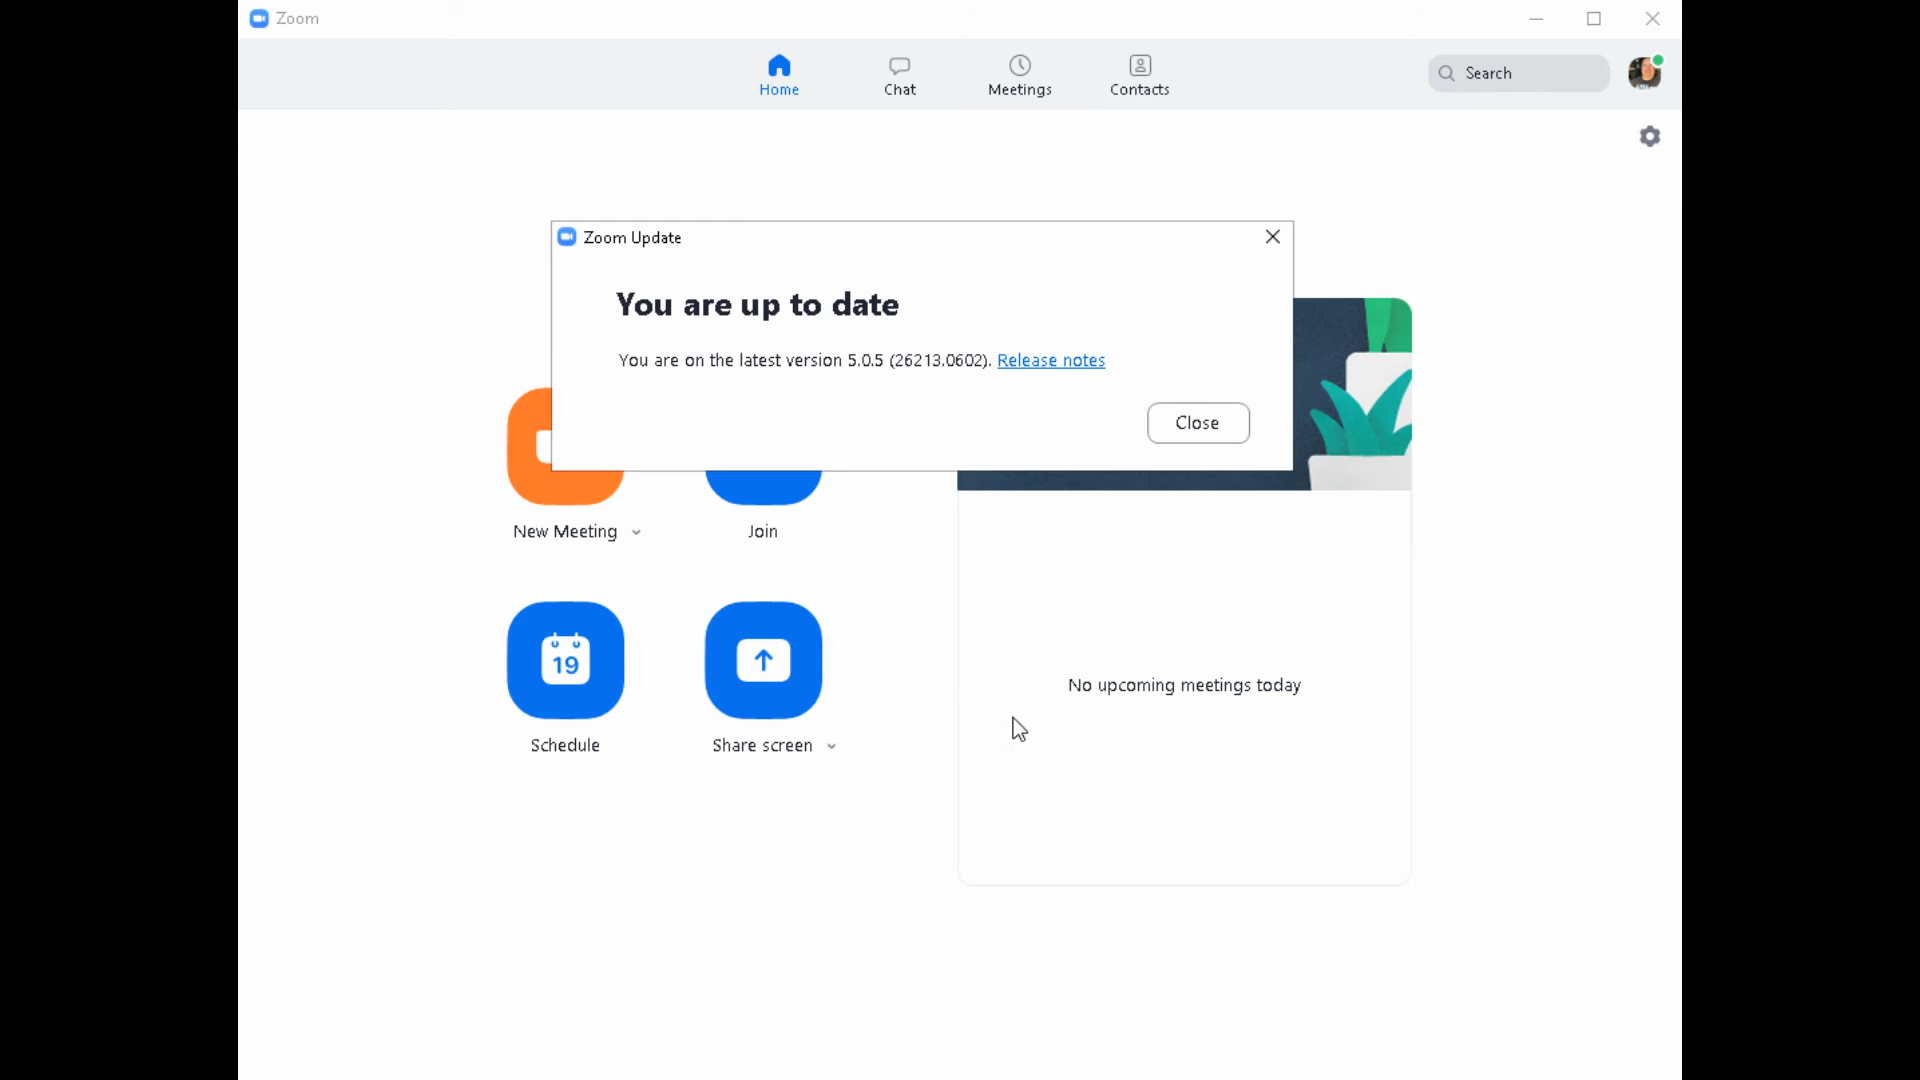 Zoom
Home
Chat
Meetings
Contacts
Search
Zoom Update
You are up to date
You are on the latest version 5.0.5 (26213.0602). Release notes
Close
New Meeting
Join
19
Schedule
Share screen
No upcoming meetings today